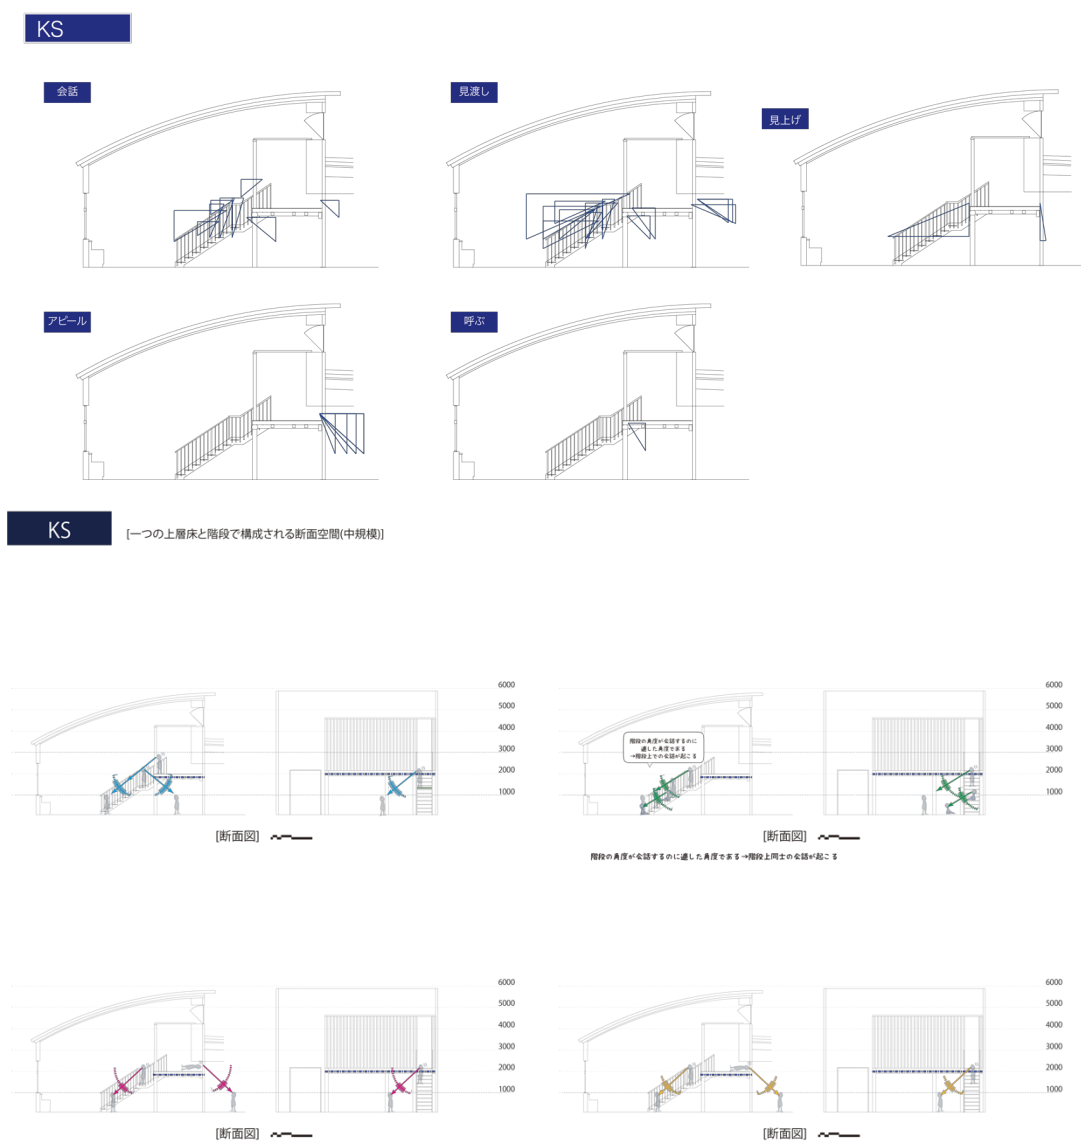 KS
会話
見渡し
見上げ
アピール
呼ぶ
KS
[一つの上層床と階段で構成される断面空間(中規模)]
6000
5000
4000
3000
2000
1000
[断面図]
階段の角度が会話するのに
適した角度である
→階段上での会話が起こる
6000
5000
4000
3000
2000
1000
[断面図]
階段の角度が会話するのに適した角度である→階段上同士の会話が起こる
6000
5000
4000
3000
2000
1000
[断面図]
6000
5000
4000
3000
2000
1000
[断面図]